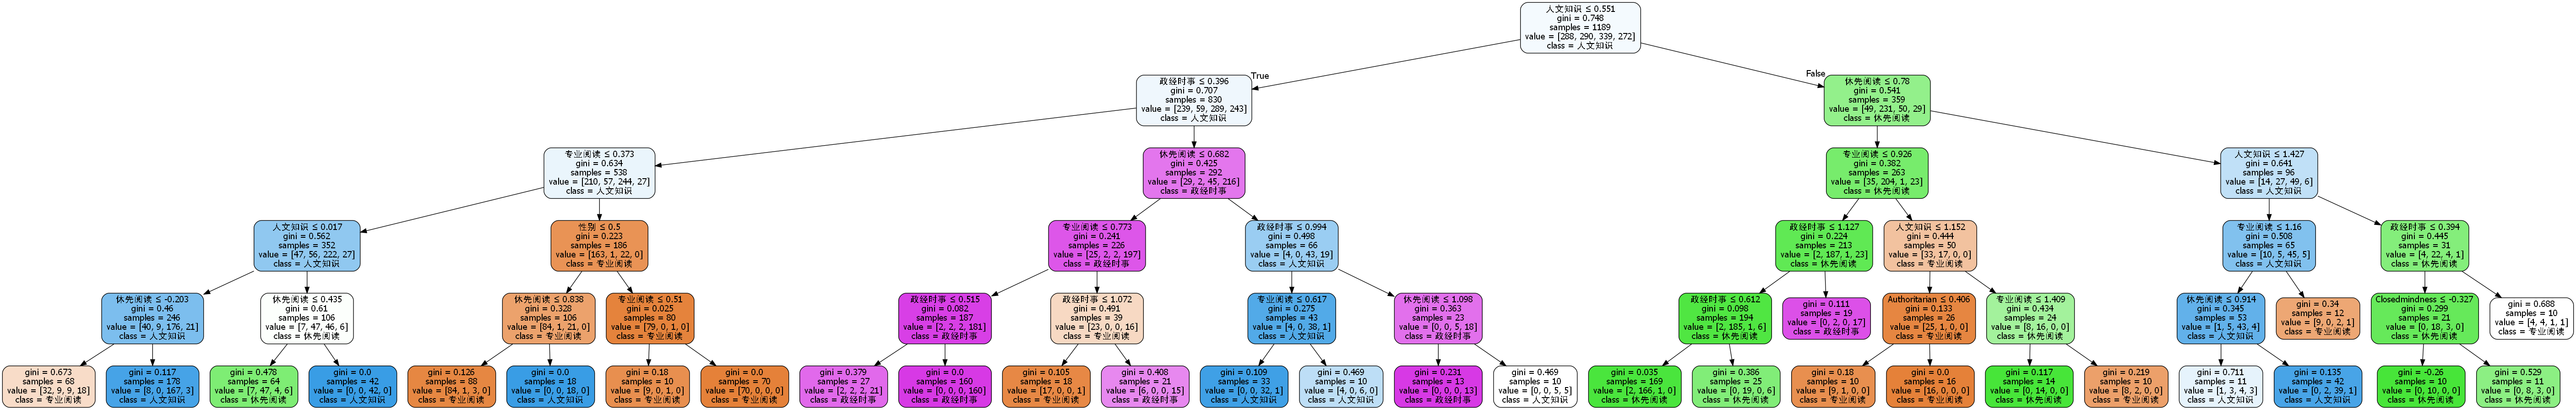 人文知识 ≤ 0.551
gini = 0.748
samples = 1189
value = [288, 290, 339, 272]
class = 人文知识
True
False
政经时事 ≤ 0.396
gini = 0.707
samples = 830
value = [239, 59, 289, 243]
class = 人文知识
休先阅读 ≤ 0.78
gini = 0.541
samples = 359
value = [49, 231, 50, 29]
class = 休先阅读
专业阅读 ≤ 0.373
gini = 0.634
samples = 538
value = [210, 57, 244, 27]
class = 人文知识
休先阅读 ≤ 0.682
gini = 0.425
samples = 292
value = [29, 2, 45, 216]
class = 政经时事
专业阅读 ≤ 0.926
gini = 0.382
samples = 263
value = [35, 204, 1, 23]
class = 休先阅读
人文知识 ≤ 1.427
gini = 0.641
samples = 96
value = [14, 27, 49, 6]
class = 人文知识
人文知识 ≤ 0.017
gini = 0.562
samples = 352
value = [47, 56, 222, 27]
class = 人文知识
性别 ≤ 0.5
gini = 0.223
samples = 186
value = [163, 1, 22, 0]
class = 专业阅读
专业阅读 ≤ 0.773
gini = 0.241
samples = 226
value = [25, 2, 2, 197]
class = 政经时事
政经时事 ≤ 0.994
gini = 0.498
samples = 66
value = [4, 0, 43, 19]
class = 人文知识
政经时事 ≤ 1.127
gini = 0.224
samples = 213
value = [2, 187, 1, 23]
class = 休先阅读
人文知识 ≤ 1.152
gini = 0.444
samples = 50
value = [33, 17, 0, 0]
class = 专业阅读
专业阅读 ≤ 1.16
gini = 0.508
samples = 65
value = [10, 5, 45, 5]
class = 人文知识
政经时事 ≤ 0.394
gini = 0.445
samples = 31
value = [4, 22, 4, 1]
class = 休先阅读
休先阅读 ≤ -0.203
gini = 0.46
samples = 246
value = [40, 9, 176, 21]
class = 人文知识
休先阅读 ≤ 0.435
gini = 0.61
samples = 106
value = [7, 47, 46, 6]
class = 休先阅读
休先阅读 ≤ 0.838
gini = 0.328
samples = 106
value = [84, 1, 21, 0]
class = 专业阅读
专业阅读 ≤ 0.51
gini = 0.025
samples = 80
value = [79, 0, 1, 0]
class = 专业阅读
政经时事 ≤ 0.515
gini = 0.082
samples = 187
value = [2, 2, 2, 181]
class = 政经时事
政经时事 ≤ 1.072
gini = 0.491
samples = 39
value = [23, 0, 0, 16]
class = 专业阅读
专业阅读 ≤ 0.617
gini = 0.275
samples = 43
value = [4, 0, 38, 1]
class = 人文知识
休先阅读 ≤ 1.098
gini = 0.363
samples = 23
value = [0, 0, 5, 18]
class = 政经时事
政经时事 ≤ 0.612
gini = 0.098
samples = 194
value = [2, 185, 1, 6]
class = 休先阅读
gini = 0.111
samples = 19
value = [0, 2, 0, 17]
class = 政经时事
Authoritarian ≤ 0.406
gini = 0.133
samples = 26
value = [25, 1, 0, 0]
class = 专业阅读
专业阅读 ≤ 1.409
gini = 0.434
samples = 24
value = [8, 16, 0, 0]
class = 休先阅读
休先阅读 ≤ 0.914
gini = 0.345
samples = 53
value = [1, 5, 43, 4]
class = 人文知识
gini = 0.34
samples = 12
value = [9, 0, 2, 1]
class = 专业阅读
Closedmindness ≤ -0.327
gini = 0.299
samples = 21
value = [0, 18, 3, 0]
class = 休先阅读
gini = 0.688
samples = 10
value = [4, 4, 1, 1]
class = 专业阅读
gini = 0.673
samples = 68
value = [32, 9, 9, 18]
class = 专业阅读
gini = 0.117
samples = 178
value = [8, 0, 167, 3]
class = 人文知识
gini = 0.478
samples = 64
value = [7, 47, 4, 6]
class = 休先阅读
gini = 0.0
samples = 42
value = [0, 0, 42, 0]
class = 人文知识
gini = 0.126
samples = 88
value = [84, 1, 3, 0]
class = 专业阅读
gini = 0.0
samples = 18
value = [0, 0, 18, 0]
class = 人文知识
gini = 0.18
samples = 10
value = [9, 0, 1, 0]
class = 专业阅读
gini = 0.0
samples = 70
value = [70, 0, 0, 0]
class = 专业阅读
gini = 0.379
samples = 27
value = [2, 2, 2, 21]
class = 政经时事
gini = 0.0
samples = 160
value = [0, 0, 0, 160]
class = 政经时事
gini = 0.105
samples = 18
value = [17, 0, 0, 1]
class = 专业阅读
gini = 0.408
samples = 21
value = [6, 0, 0, 15]
class = 政经时事
gini = 0.109
samples = 33
value = [0, 0, 32, 1]
class = 人文知识
gini = 0.469
samples = 10
value = [4, 0, 6, 0]
class = 人文知识
gini = 0.231
samples = 13
value = [0, 0, 0, 13]
class = 政经时事
gini = 0.469
samples = 10
value = [0, 0, 5, 5]
class = 人文知识
gini = 0.035
samples = 169
value = [2, 166, 1, 0]
class = 休先阅读
gini = 0.386
samples = 25
value = [0, 19, 0, 6]
class = 休先阅读
gini = 0.18
samples = 10
value = [9, 1, 0, 0]
class = 专业阅读
gini = 0.0
samples = 16
value = [16, 0, 0, 0]
class = 专业阅读
gini = 0.117
samples = 14
value = [0, 14, 0, 0]
class = 休先阅读
gini = 0.219
samples = 10
value = [8, 2, 0, 0]
class = 专业阅读
gini = 0.711
samples = 11
value = [1, 3, 4, 3]
class = 人文知识
gini = 0.135
samples = 42
value = [0, 2, 39, 1]
class = 人文知识
gini = -0.26
samples = 10
value = [0, 10, 0, 0]
class = 休先阅读
gini = 0.529
samples = 11
value = [0, 8, 3, 0]
class = 休先阅读